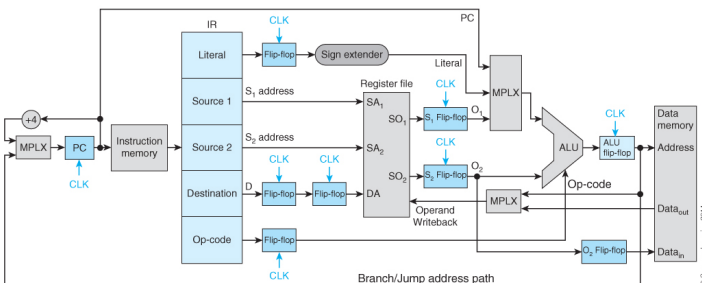 IR
CLK
PC
Literal
Flip-flop
Sign extender
Literal
CLK
Register file
MPLX
Source 1
S1 address
SA1
SO1
S1 Flip-flop
O1
CLK
Data
memory
+4
MPLX
PC
CLK
Instruction
memory
Source 2
S2 address
SA2
CLK
ALU
ALU
flip-flop
Address
CLK
CLK
SO2
S2 Flip-flop
O2
Destination
D
Flip-flop
Flip-flop
DA
Op-code
MPLX
Operand
Writeback
Dataout
Op-code
Flip-flop
CLK
O2 Flip-flop
Datain
Branch/Jump address path